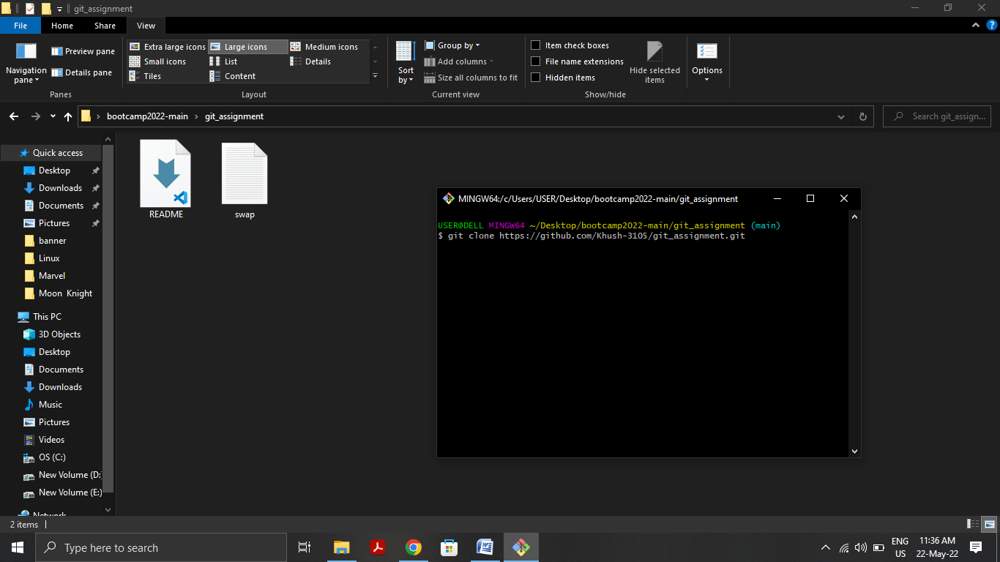 git_assignment
File Home Share View
Navigation pane
Preview pane
Details pane
Panes
Extra large icons Large icons Medium icons
Small icons List Details
Tiles Content
Layout
Sort by
Group by
Add columns
Size all columns to fit
Current view
Item check boxes
File name extensions
Hidden items
Hide selected items
Show/hide
Options
bootcamp2022-main git_assignment
Search git_assign...
Quick access
Desktop
Downloads
Documents
Pictures
banner
Linux
Marvel
Moon Knight
This PC
3D Objects
Desktop
Documents
Downloads
Music
Pictures
Videos
OS (C:)
New Volume (D:)
New Volume (E:)
Network
README
swap
MINGW64:/c/Users/USER/Desktop/bootcamp2022-main/git_assignment
USER@DELL MINGW64 ~/Desktop/bootcamp2022-main/git_assignment (main)
$ git clone https://github.com/Khush-3105/git_assignment.git
2 items
Type here to search
ENG
US
11:36 AM
22-May-22